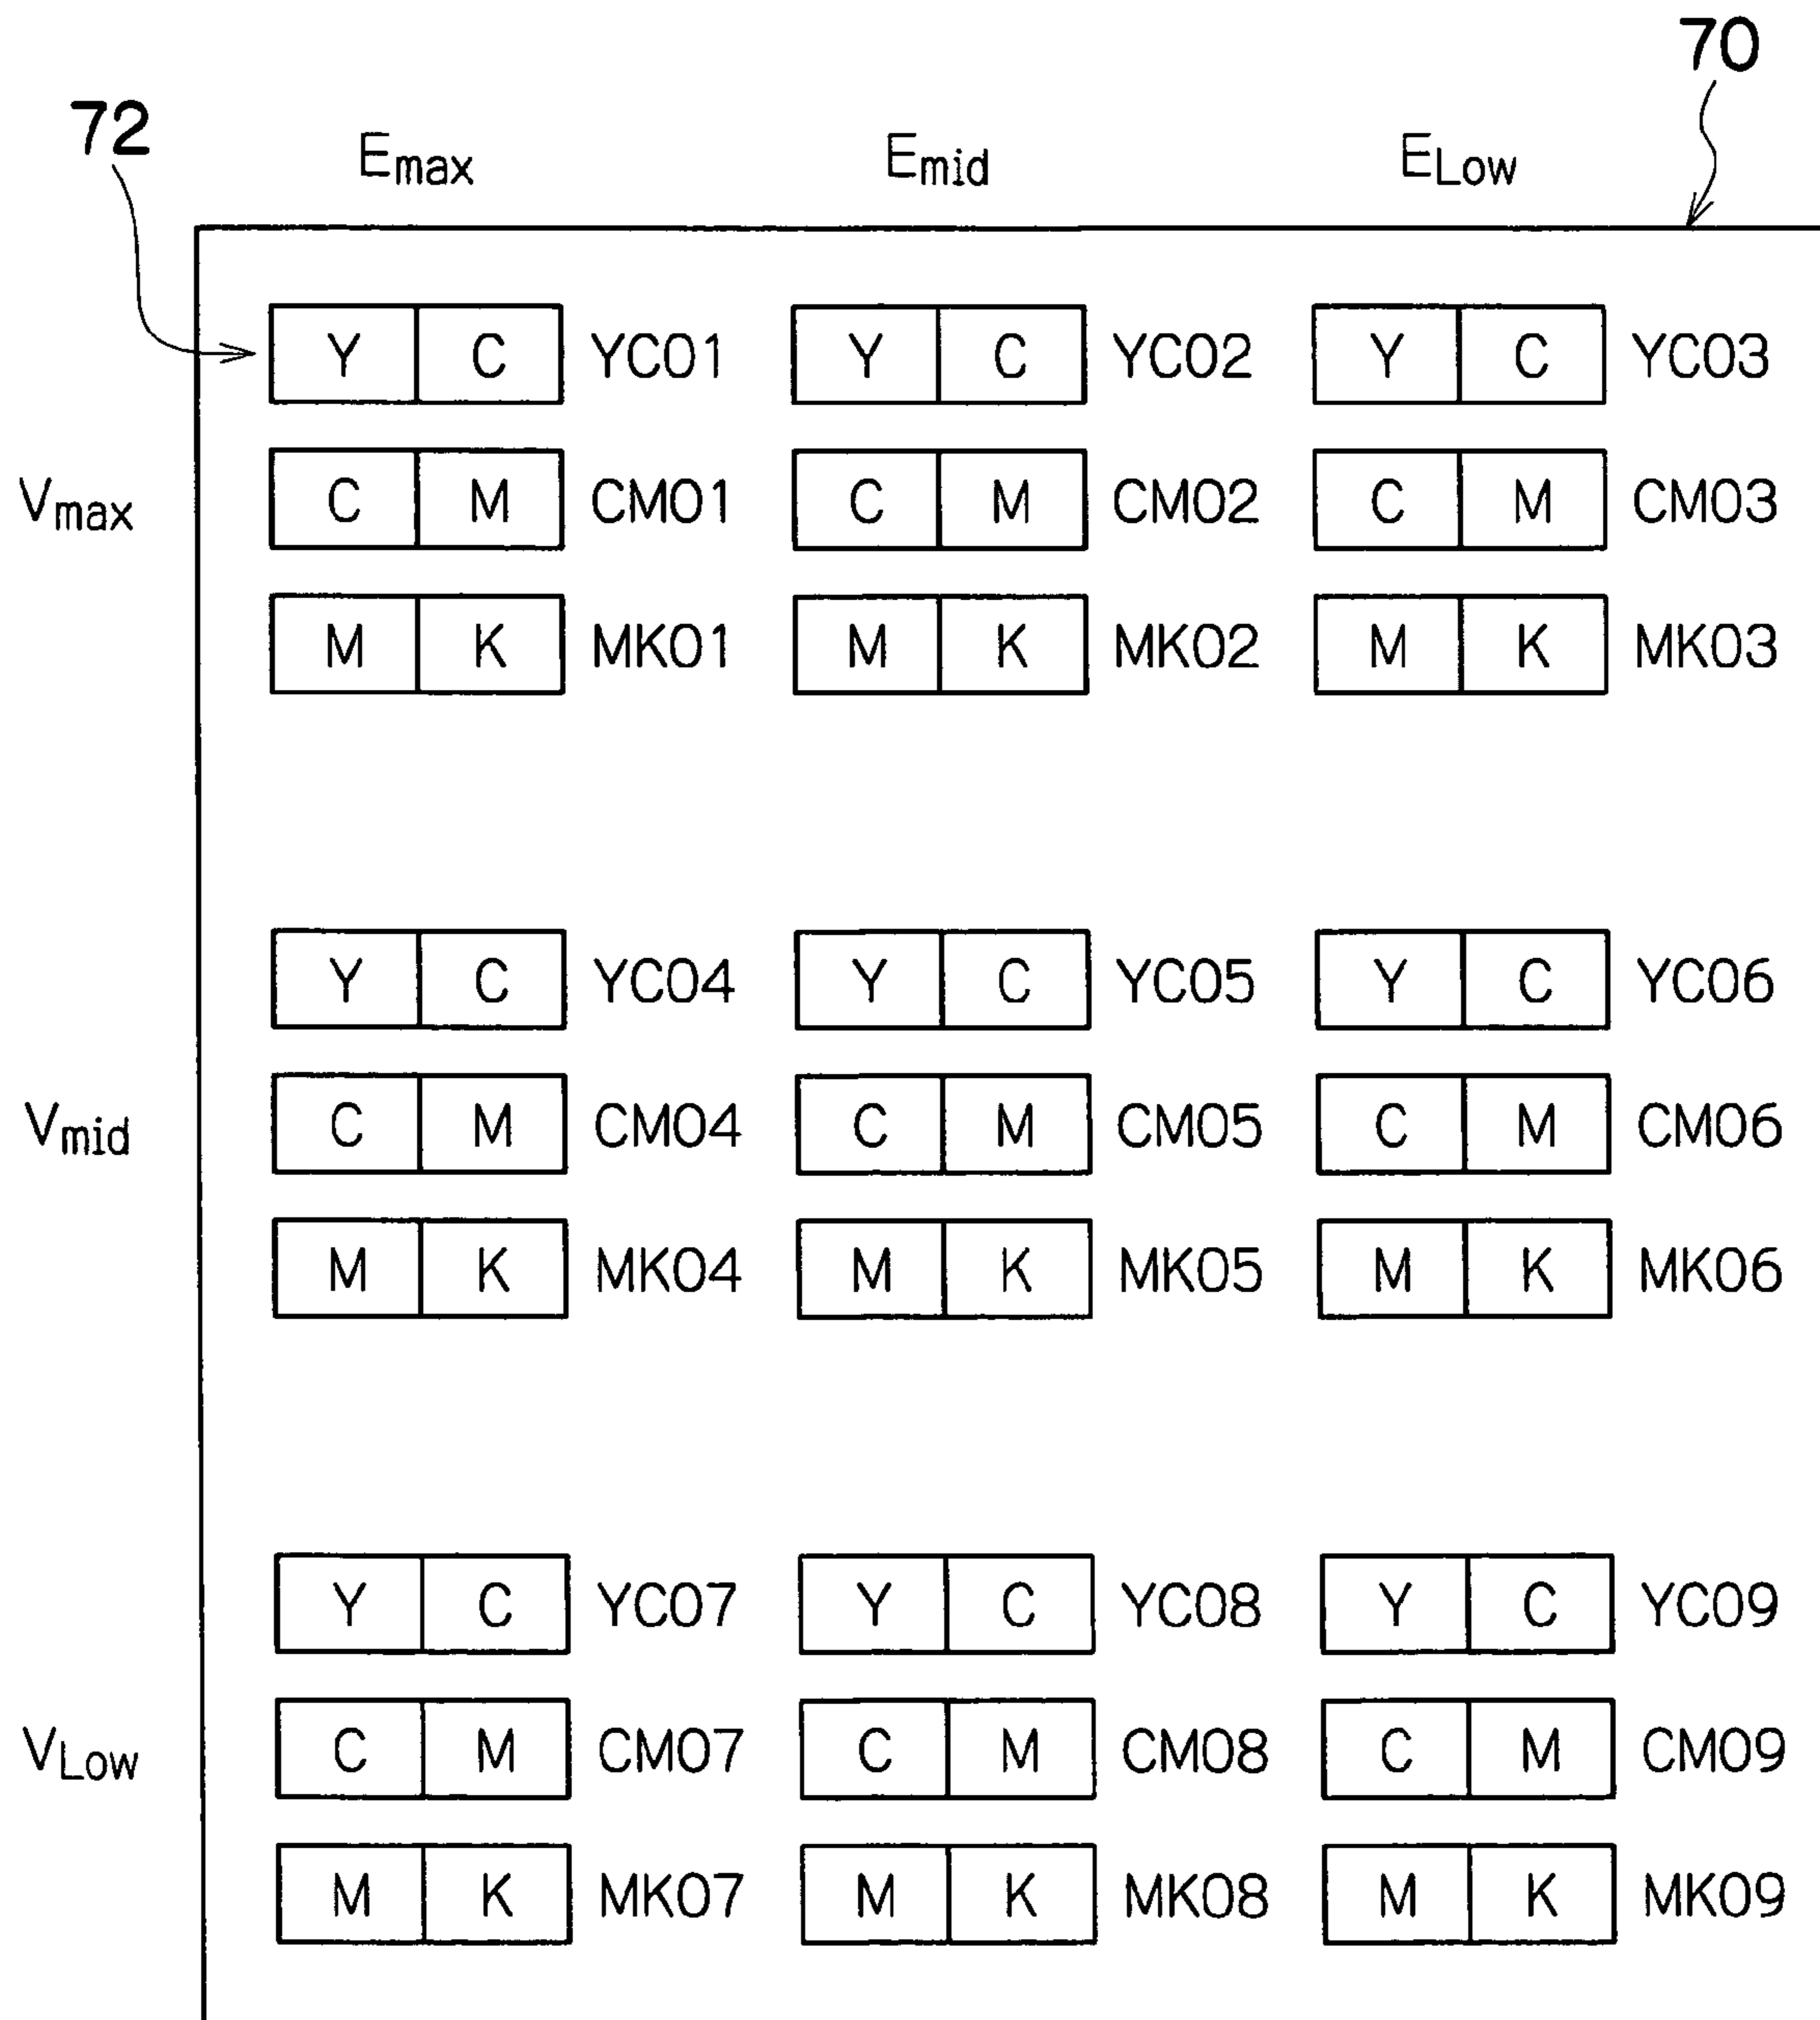 70
72
Emax Emid ELow
Y C YC01 Y C YC02 Y C YC03
Vmax C M CM01 C M CM02 C M CM03
M K MK01 M K MK02 M K MK03
Y C YC04 Y C YC05 Y C YC06
Vmid C M CM04 C M CM05 C M CM06
M K MK04 M K MK05 M K MK06
Y C YC07 Y C YC08 Y C YC09
VLow C M CM07 C M CM08 C M CM09
M K MK07 M K MK08 M K MK09